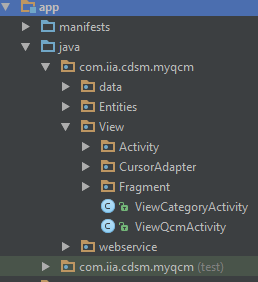 app
manifests
java
com.iia.cdsm.myqcm
data
Entities
View
Activity
CursorAdapter
Fragment
ViewCategoryActivity
ViewQcmActivity
webservice
com.iia.cdsm.myqcm (test)